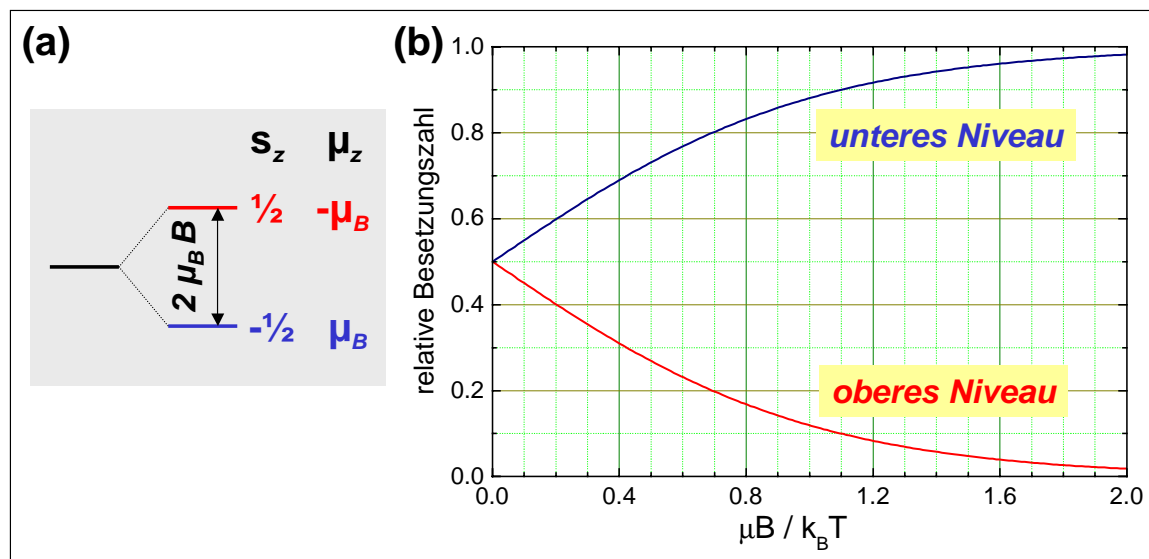 (a)
s_z μ_z
½ -μ_B
2 μ_B B
-½ μ_B
(b)
relative Besetzungszahl
1.0
0.8
0.6
0.4
0.2
0.0
unteres Niveau
oberes Niveau
0.0 0.4 0.8 1.2 1.6 2.0
μB / k_BT